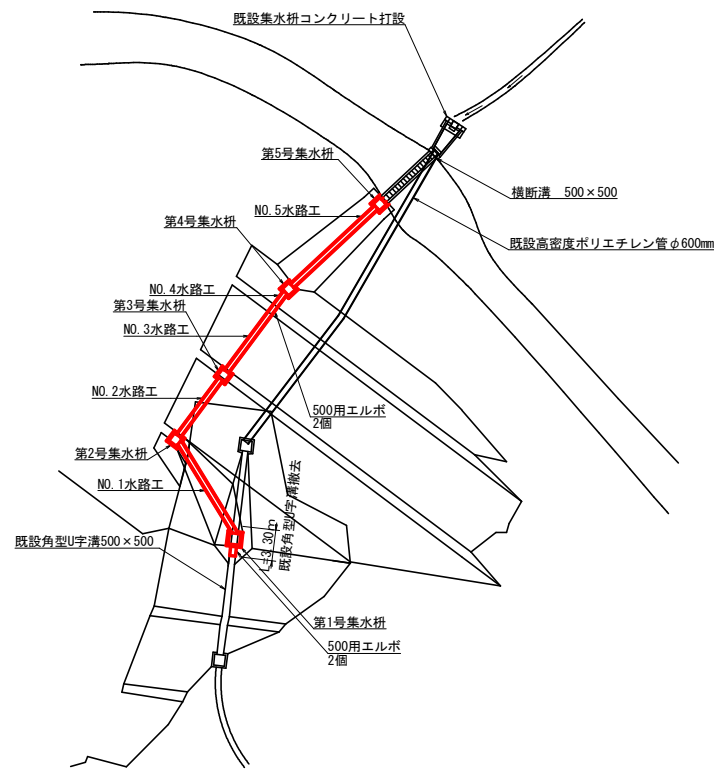 既設集水枡コンクリート打設
第5号集水枡
横断溝 500×500
NO.5水路工
第4号集水枡
既設高密度ポリエチレン管φ600mm
NO.4水路工
第3号集水枡
NO.3水路工
NO.2水路工
500用エルボ
2個
第2号集水枡
NO.1水路工
L=3.30m
既設角型U字溝撤去
既設角型U字溝500×500
第1号集水枡
500用エルボ
2個